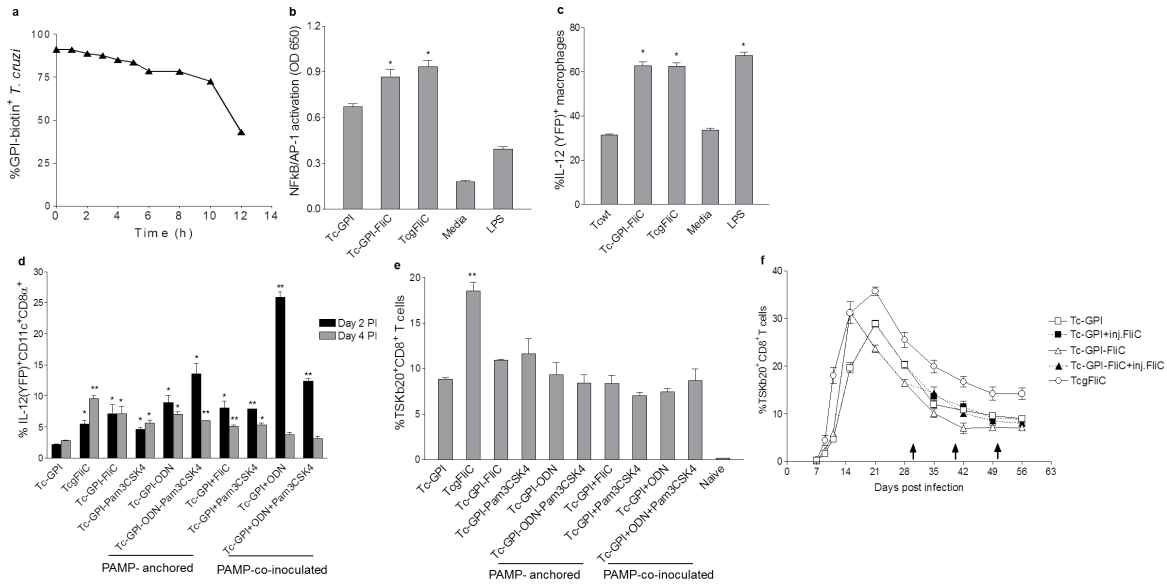 a
%GPI-biotin+ T. cruzi
100
75
50
25
0
0 2 4 6 8 10 12 14
Time (h)
b
NFkB/AP-1 activation (OD 650)
1.2
0.9
0.6
0.3
0.0
* *
Tc-GPI
Tc-GPI-FliC
TcgFliC
Media
LPS
c
%IL-12 (YFP)+ macrophages
80
60
40
20
0
* * *
Tcwt
Tc-GPI-FliC
TcgFliC
Media
LPS
d
% IL-12(YFP)+CD11c+CD8α+
30
25
20
15
10
5
0
* ** * * * * * * * ** * ** ** * ** **
Day 2 PI
Day 4 PI
Tc-GPI
TcgFliC
Tc-GPI-FliC
Tc-GPI-Pam3CSK4
Tc-GPI-ODN
Tc-GPI-ODN-Pam3CSK4
Tc-GPI+FliC
Tc-GPI+Pam3CSK4
Tc-GPI+ODN
Tc-GPI+ODN+Pam3CSK4
PAMP- anchored
PAMP-co-inoculated
e
%TSKb20+CD8+ T cells
20
15
10
5
0
**
Tc-GPI
TcgFliC
Tc-GPI-FliC
Tc-GPI-Pam3CSK4
Tc-GPI-ODN
Tc-GPI-ODN-Pam3CSK4
Tc-GPI+FliC
Tc-GPI+Pam3CSK4
Tc-GPI+ODN
Tc-GPI+ODN+Pam3CSK4
Naive
PAMP- anchored
PAMP-co-inoculated
f
%TSKb20+CD8+ T cells
40
35
30
25
20
15
10
5
0
0 7 14 21 28 35 42 49 56 63
Days post infection
Tc-GPI
Tc-GPI+inj.FliC
Tc-GPI-FliC
Tc-GPI-FliC+inj.FliC
TcgFliC